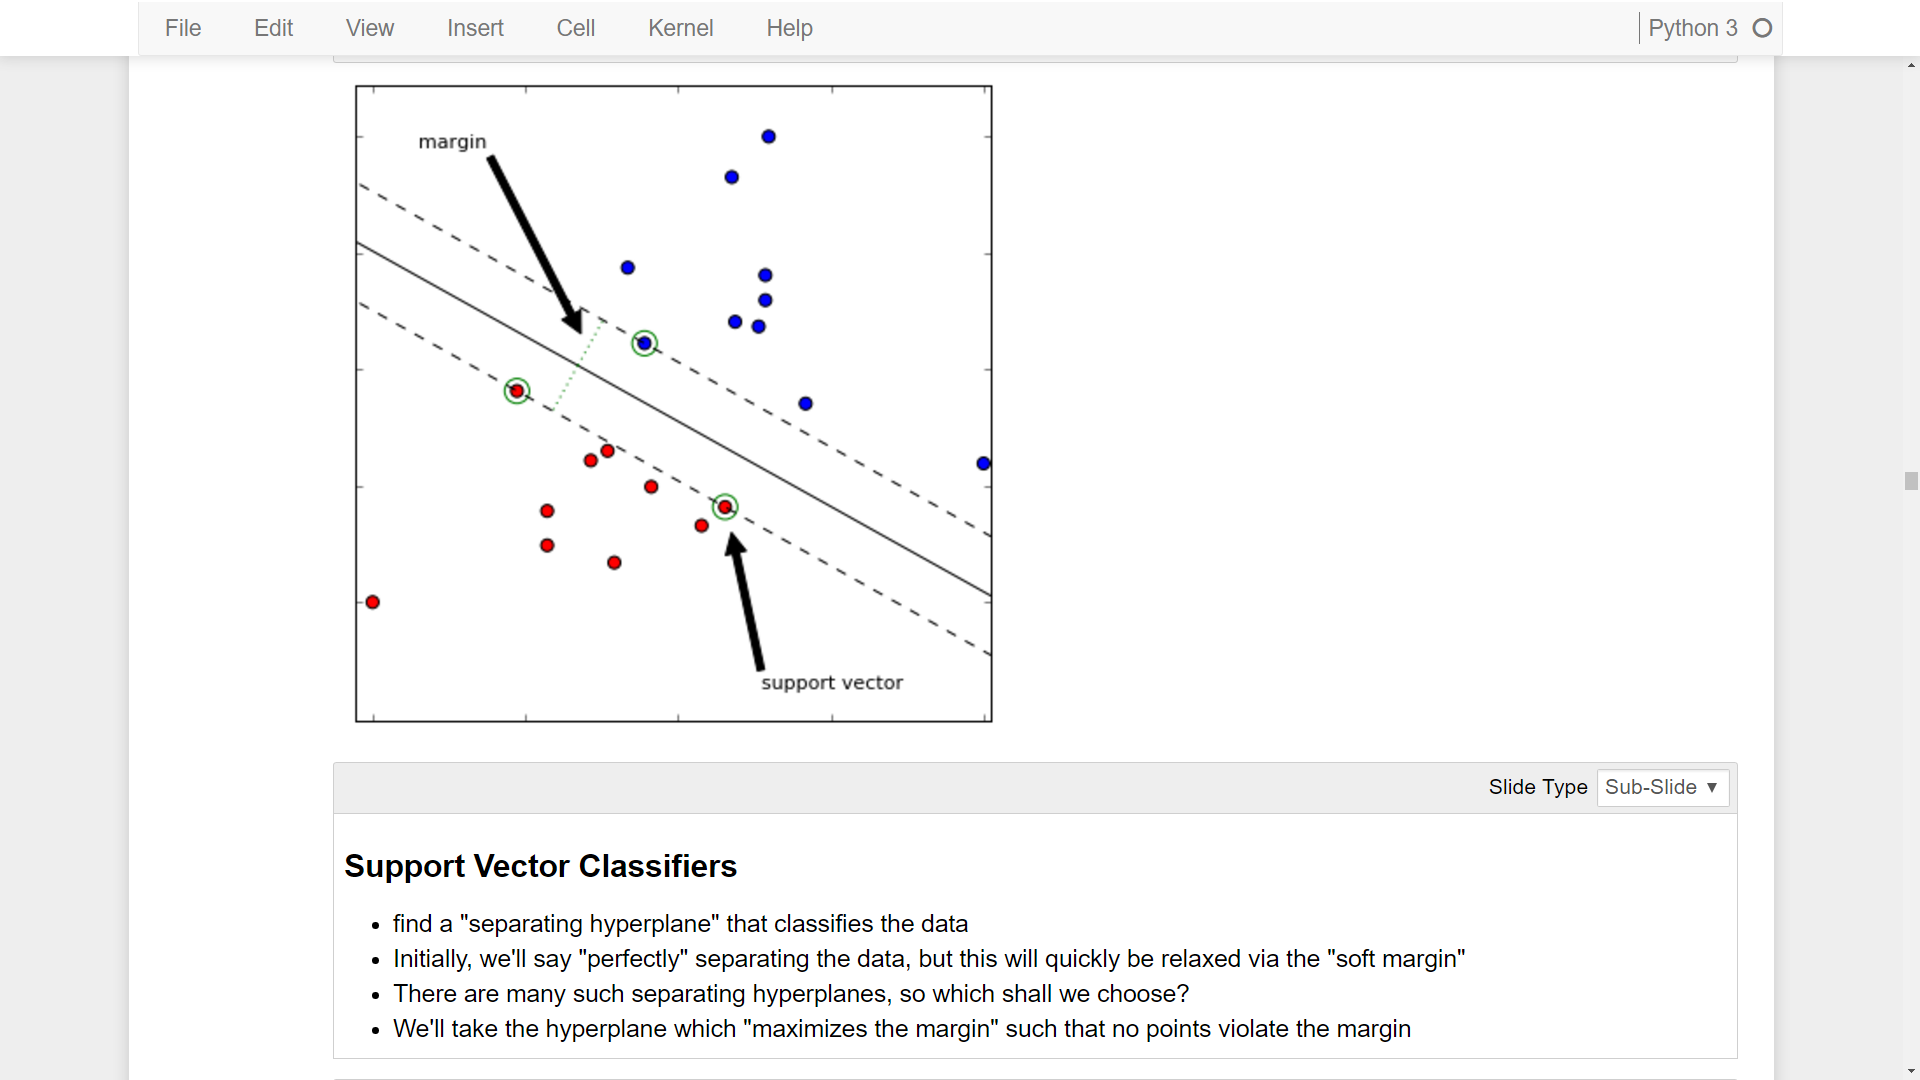 File Edit View Insert Cell Kernel Help Python 3
margin
support vector
Slide Type Sub-Slide
Support Vector Classifiers
find a "separating hyperplane" that classifies the data
Initially, we'll say "perfectly" separating the data, but this will quickly be relaxed via the "soft margin"
There are many such separating hyperplanes, so which shall we choose?
We'll take the hyperplane which "maximizes the margin" such that no points violate the margin